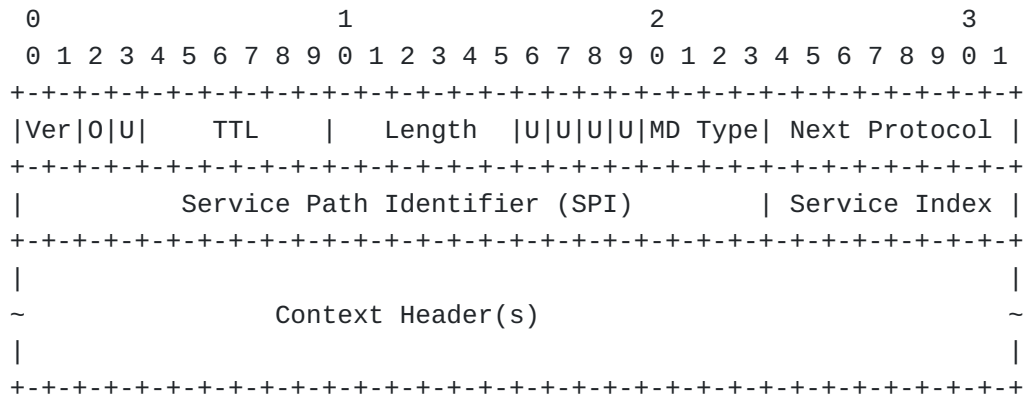 0                   1                   2                   3
 0 1 2 3 4 5 6 7 8 9 0 1 2 3 4 5 6 7 8 9 0 1 2 3 4 5 6 7 8 9 0 1
+-+-+-+-+-+-+-+-+-+-+-+-+-+-+-+-+-+-+-+-+-+-+-+-+-+-+-+-+-+-+-+-+
|Ver|O|U|    TTL    |   Length  |U|U|U|U|MD Type| Next Protocol |
+-+-+-+-+-+-+-+-+-+-+-+-+-+-+-+-+-+-+-+-+-+-+-+-+-+-+-+-+-+-+-+-+
|          Service Path Identifier (SPI)        | Service Index |
+-+-+-+-+-+-+-+-+-+-+-+-+-+-+-+-+-+-+-+-+-+-+-+-+-+-+-+-+-+-+-+-+
|                                                               |
~                Context Header(s)                              ~
|                                                               |
+-+-+-+-+-+-+-+-+-+-+-+-+-+-+-+-+-+-+-+-+-+-+-+-+-+-+-+-+-+-+-+-+